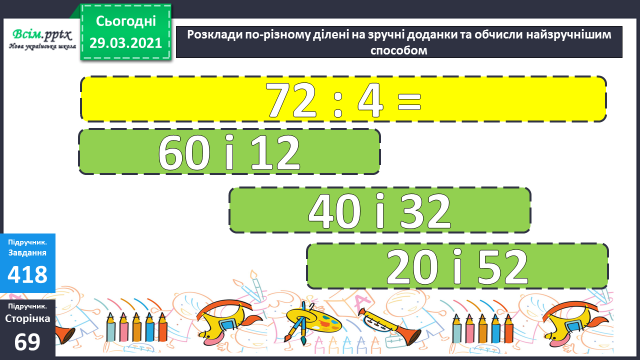 Всім.pptx
Нова українська школа
Сьогодні
29.03.2021
Розклади по-різному ділені на зручні доданки та обчисли найзручнішим
способом
72 : 4 =
60 і 12
40 і 32
20 і 52
Підручник.
Завдання
418
Підручник.
Сторінка
69